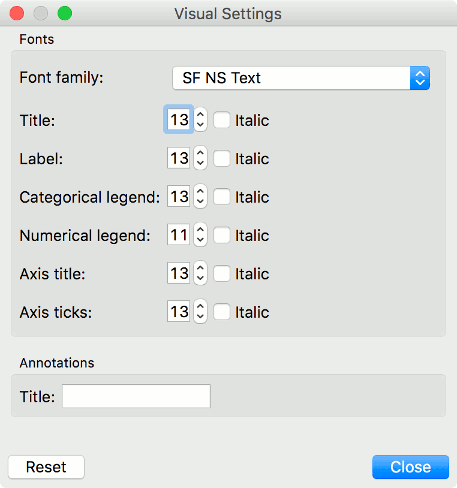 Visual Settings
Fonts
Font family: SF NS Text
Title: 13 Italic
Label: 13 Italic
Categorical legend: 13 Italic
Numerical legend: 11 Italic
Axis title: 13 Italic
Axis ticks: 13 Italic
Annotations
Title:
Reset Close